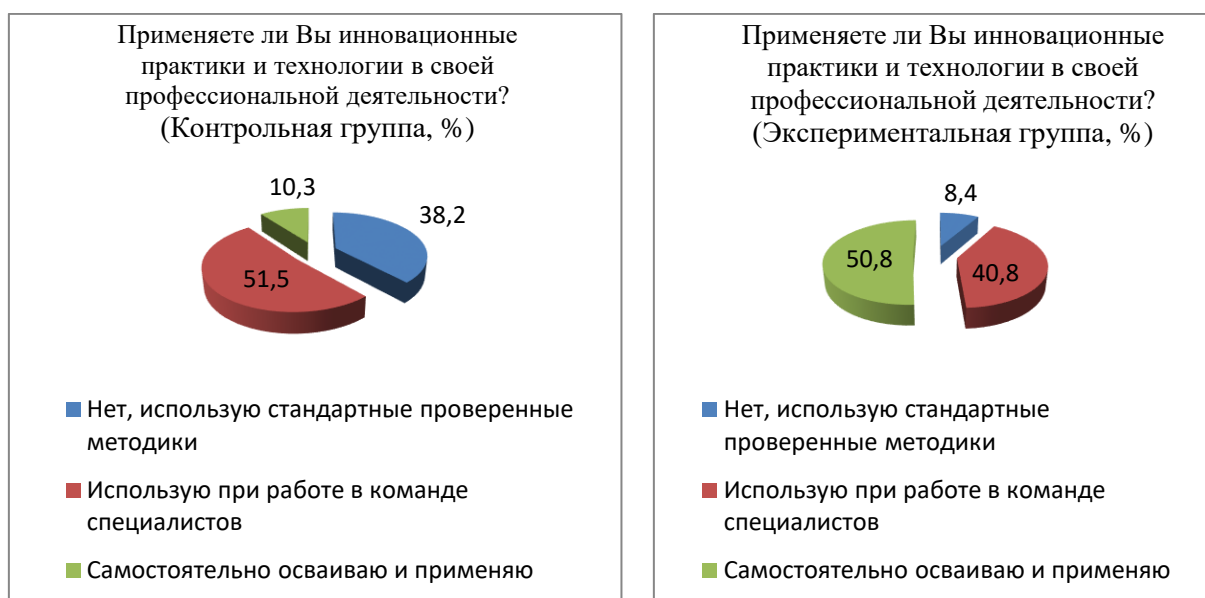 Применяете ли Вы инновационные
практики и технологии в своей
профессиональной деятельности?
(Контрольная группа, %)
10,3
38,2
51,5
Нет, использую стандартные проверенные
методики
Использую при работе в команде
специалистов
Самостоятельно осваиваю и применяю
Применяете ли Вы инновационные
практики и технологии в своей
профессиональной деятельности?
(Экспериментальная группа, %)
8,4
50,8
40,8
Нет, использую стандартные
проверенные методики
Использую при работе в команде
специалистов
Самостоятельно осваиваю и применяю